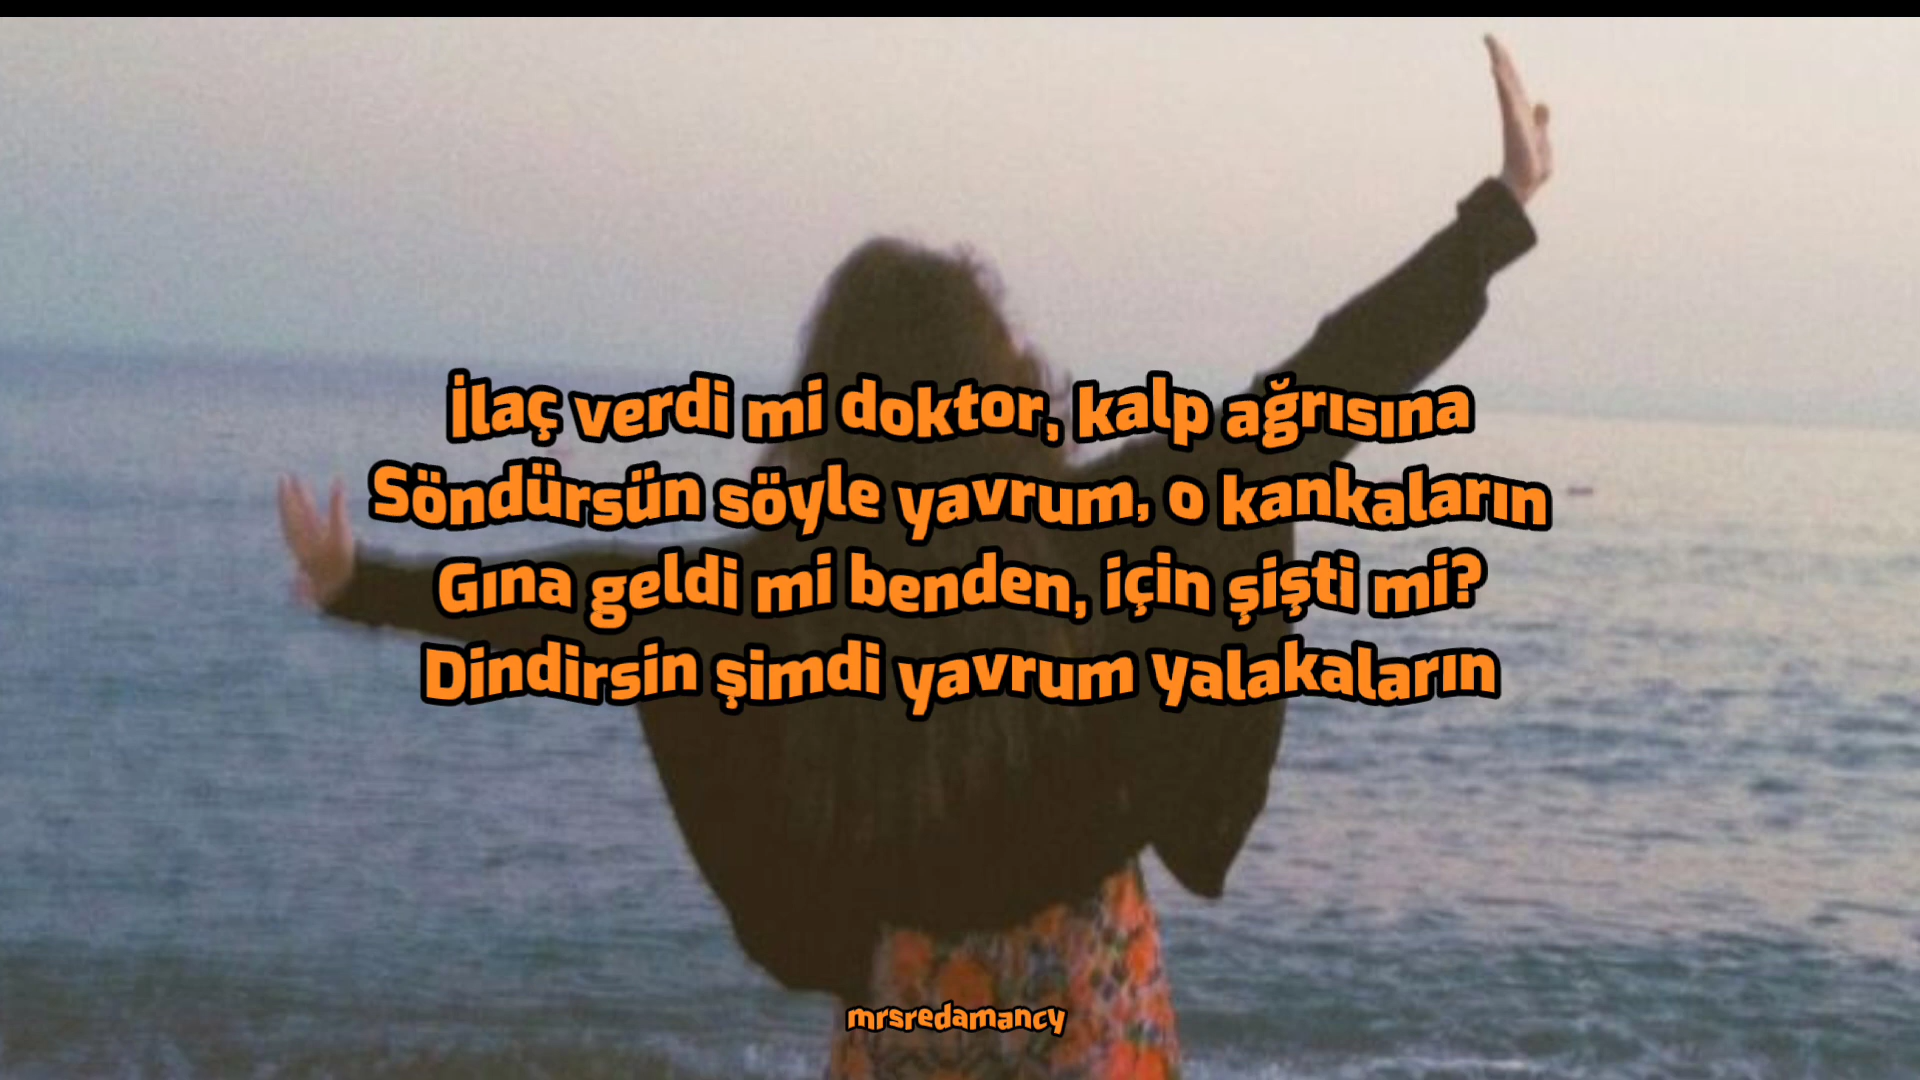 İlaç verdi mi doktor, kalp ağrısına
Söndürsün söyle yavrum, o kankaların
Gına geldi mi benden, için şişti mi?
Dindirsin şimdi yavrum yalakaların
mrsredamancy